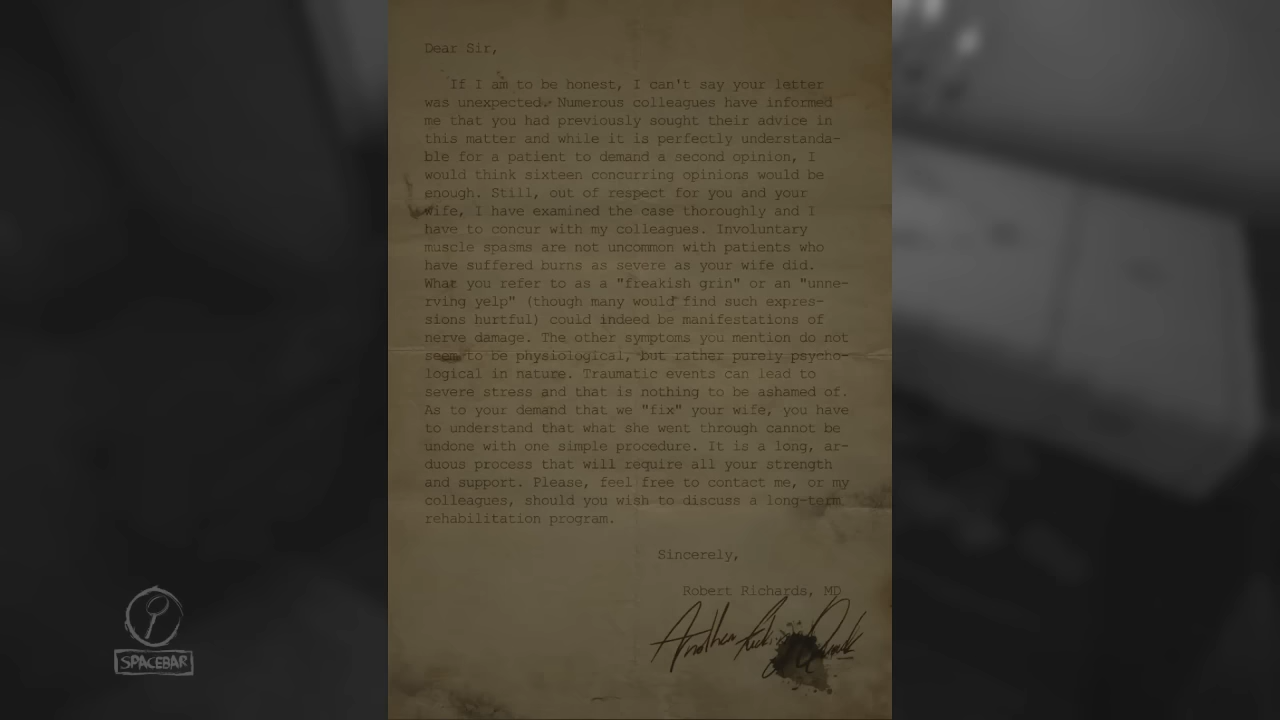 Dear Sir,
If I am to be honest, I can't say your letter
was unexpected. Numerous colleagues have informed
me that you had previously sought their advice in
this matter and while it is perfectly understanda-
ble for a patient to demand a second opinion, I
would think sixteen concurring opinions would be
enough. Still, out of respect for you and your
wife, I have examined the case thoroughly and I
have to concur with my colleagues. Involuntary
muscle spasms are not uncommon with patients who
have suffered burns as severe as your wife did.
What you refer to as a "freakish grin" or an "unne-
rving yelp" (though many would find such expres-
sions hurtful) could indeed be manifestations of
nerve damage. The other symptoms you mention do not
seem to be physiological, but rather purely psycho-
logical in nature. Traumatic events can lead to
severe stress and that is nothing to be ashamed of.
As to your demand that we "fix" your wife, you have
to understand that what she went through cannot be
undone with one simple procedure. It is a long, ar-
duous process that will require all your strength
and support. Please, feel free to contact me, or my
colleagues, should you wish to discuss a long-term
rehabilitation program.
Sincerely,
Robert Richards, MD
Another
SPACEBAR